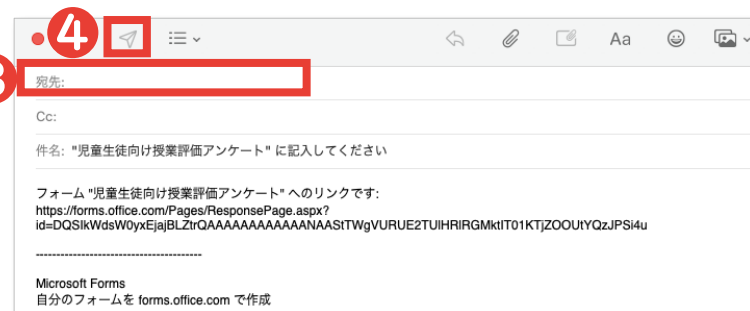 4
Aa
3
宛先:
Cc:
件名: "児童生徒向け授業評価アンケート" に記入してください
フォーム "児童生徒向け授業評価アンケート" へのリンクです:
https://forms.office.com/Pages/ResponsePage.aspx?
id=DQSIkWdsW0yxEjajBLZtrQAAAAAAAAAAAANAAStTWgVURUE2TUlHRlRGMktIT01KTjZOOUtYQzJPSi4u
----------------------------------------
Microsoft Forms
自分のフォームを forms.office.com で作成